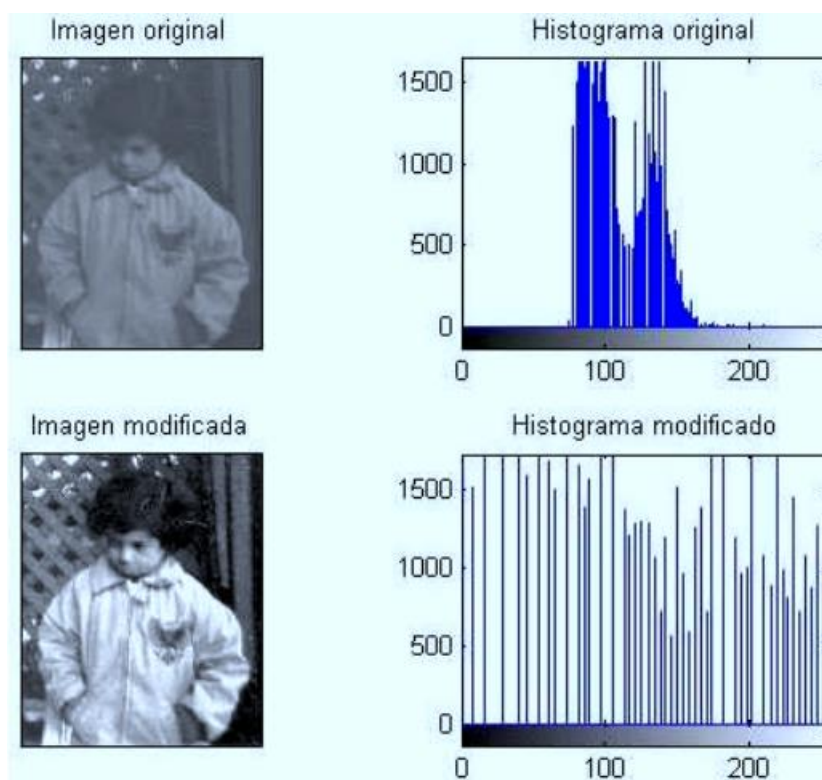 Imagen original
Histograma original
1500
1000
500
0
0 100 200
Imagen modificada
Histograma modificado
1500
1000
500
0
0 100 200